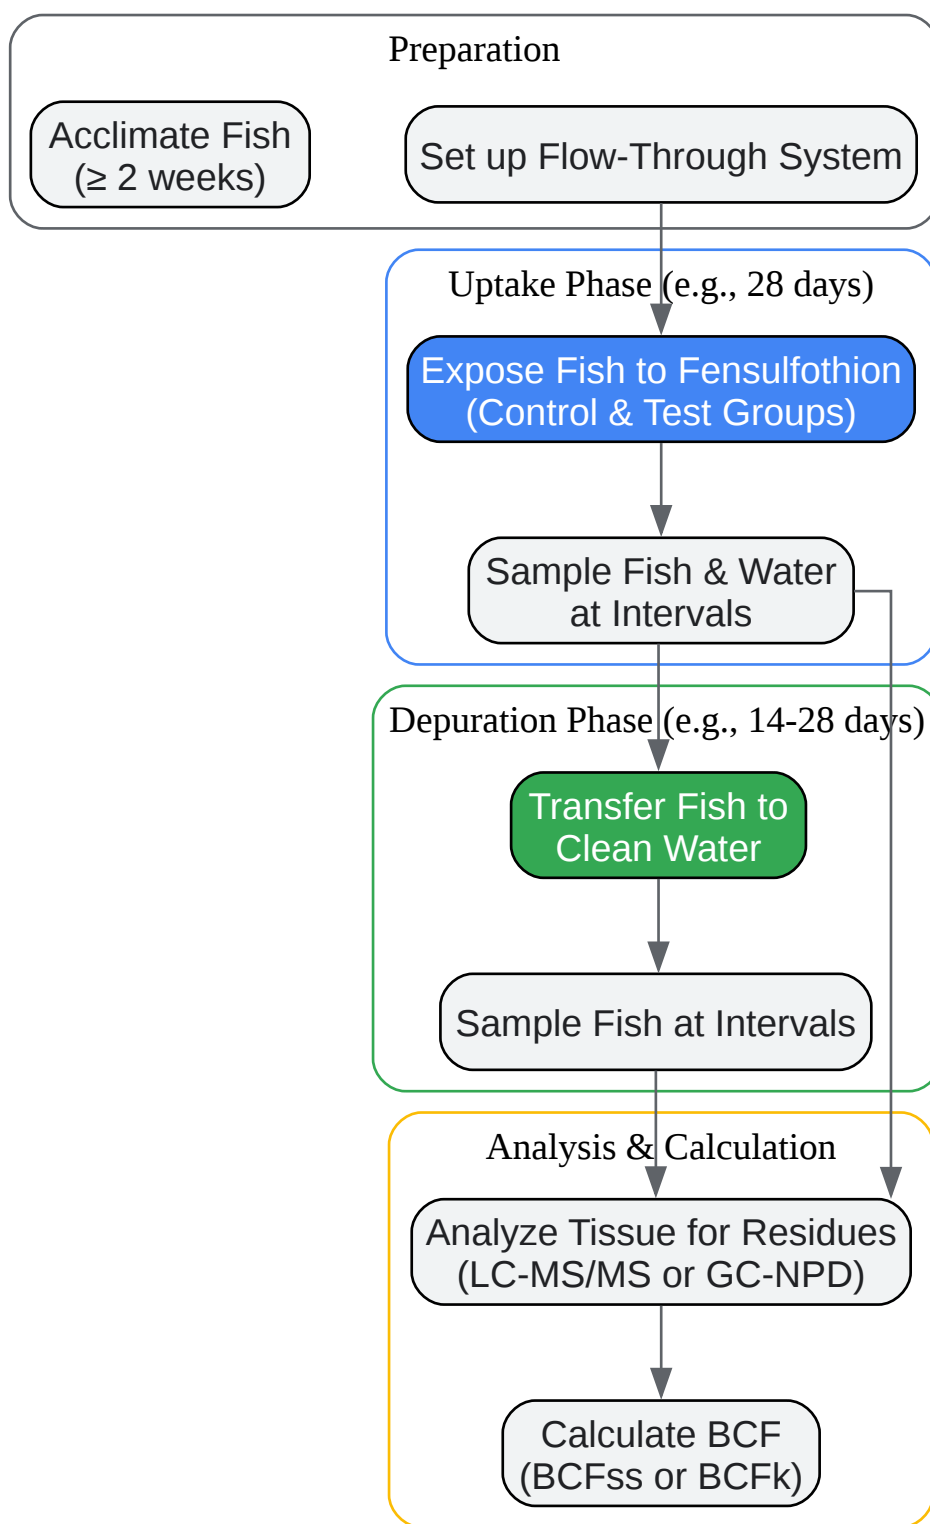 Preparation
Acclimate Fish
(≥ 2 weeks)
Set up Flow-Through System
Uptake Phase (e.g., 28 days)
Expose Fish to Fensulfothion
(Control & Test Groups)
Sample Fish & Water
at Intervals
Depuration Phase (e.g., 14-28 days)
Transfer Fish to
Clean Water
Sample Fish at Intervals
Analysis & Calculation
Analyze Tissue for Residues
(LC-MS/MS or GC-NPD)
Calculate BCF
(BCFss or BCFk)